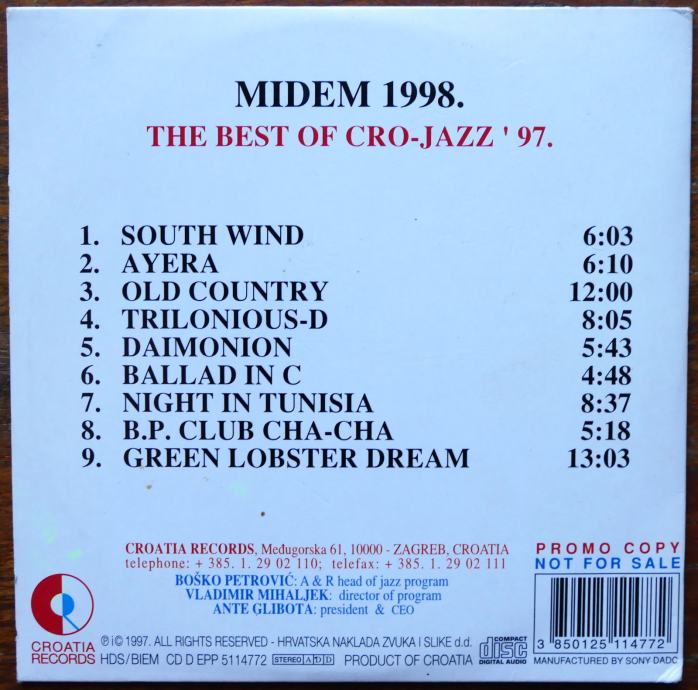 MIDEM 1998.
THE BEST OF CRO-JAZZ ' 97.
1. SOUTH WIND 6:03
2. AYERA 6:10
3. OLD COUNTRY 12:00
4. TRILONIOUS-D 8:05
5. DAIMONION 5:43
6. BALLAD IN C 4:48
7. NIGHT IN TUNISIA 8:37
8. B.P. CLUB CHA-CHA 5:18
9. GREEN LOBSTER DREAM 13:03
CROATIA RECORDS, Međugorska 61, 10000 - ZAGREB, CROATIA
telephone: + 385. 1. 29 02 110; telefax: + 385. 1. 29 02 111
BOŠKO PETROVIĆ: A & R head of jazz program
VLADIMIR MIHALJEK: director of program
ANTE GLIBOTA: president & CEO
PROMO COPY
NOT FOR SALE
CROATIA
RECORDS
℗ i © 1997. ALL RIGHTS RESERVED - HRVATSKA NAKLADA ZVUKA I SLIKE d.d.
HDS/BIEM CD D EPP 5114772 STEREO ADD PRODUCT OF CROATIA
COMPACT
disc
DIGITAL AUDIO
3 850125 114772
MANUFACTURED BY SONY DADC